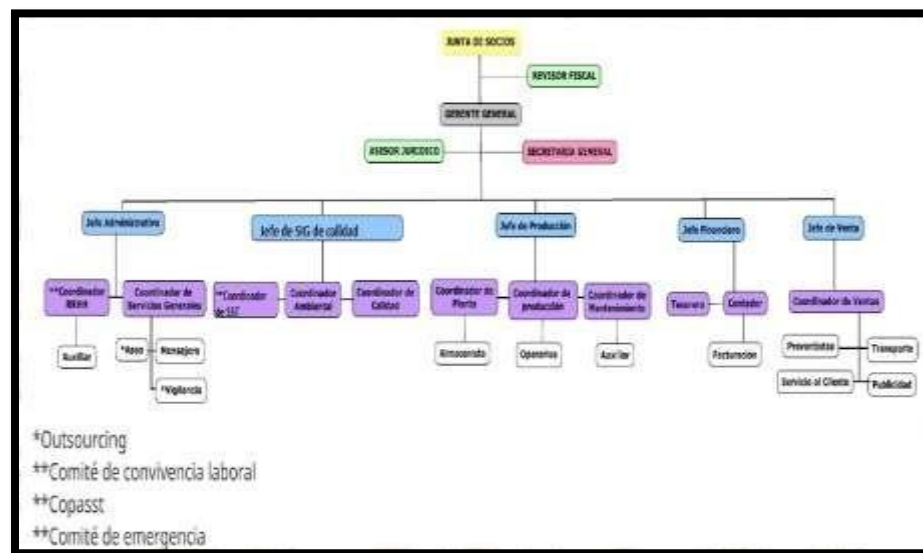 JUNTA DE SOCIOS
REVISOR FISCAL
GERENTE GENERAL
ASESOR JURIDICO
SECRETARIA GENERAL
Jefe Administrativo
Jefe de SIG de calidad
Jefe de Producción
Jefe Financiero
Jefe de Venta
**Coordinador
RRHH
Coordinador de
Servicios Generales
**Coordinador
de SST
Coordinador
Ambiental
Coordinador de
Calidad
Coordinador de
Planta
Coordinador de
producción
Coordinador de
Mantenimiento
Tesorero
Contador
Coordinador de Ventas
Auxiliar
*Aseo
Mensajero
*Vigilancia
Almacenista
Operarios
Auxiliar
Facturacion
Preventistas
Transporte
Servicio al Cliente
Publicidad
*Outsourcing
**Comité de convivencia laboral
**Copasst
**Comité de emergencia